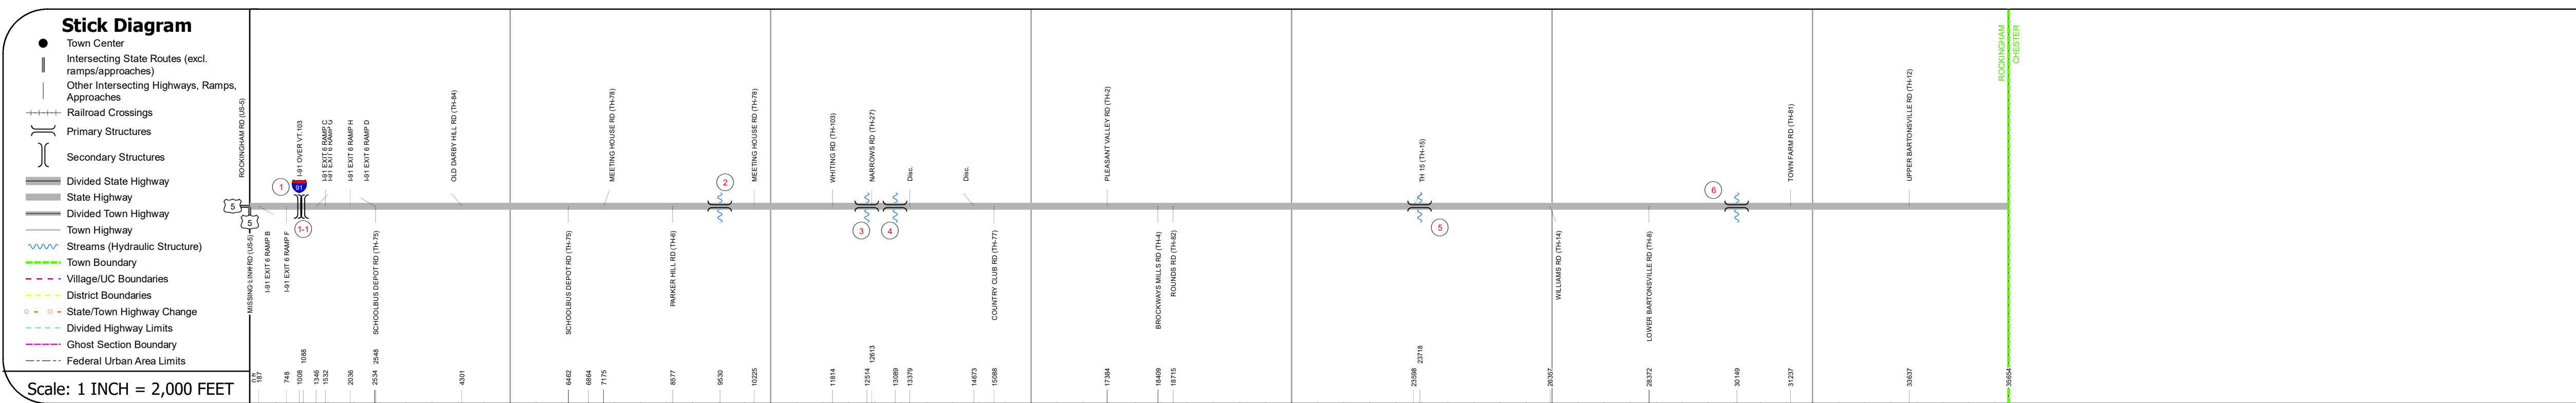 Stick Diagram
Town Center
Intersecting State Routes (excl.
ramps/approaches)
Other Intersecting Highways, Ramps,
Approaches
Railroad Crossings
Primary Structures
Secondary Structures
Divided State Highway
State Highway
Divided Town Highway
Town Highway
Streams (Hydraulic Structure)
Town Boundary
Village/UC Boundaries
District Boundaries
State/Town Highway Change
Divided Highway Limits
Ghost Section Boundary
Federal Urban Area Limits
Scale: 1 INCH = 2,000 FEET
ROCKINGHAM RD (US-5)
I-91 OVER VT.103
I-91 EXIT 6 RAMP C
I-91 EXIT 6 RAMP G
I-91 EXIT 6 RAMP H
I-91 EXIT 6 RAMP D
OLD DARBY HILL RD (TH-84)
MEETING HOUSE RD (TH-78)
MEETING HOUSE RD (TH-78)
WHITING RD (TH-103)
NARROWS RD (TH-27)
Disc.
Disc.
PLEASANT VALLEY RD (TH-2)
TH 15 (TH-15)
TOWN FARM RD (TH-81)
UPPER BARTONSVILLE RD (TH-12)
ROCKINGHAM
CHESTER
1
91
2
6
5
5
1-1
3
4
5
MISSING LINK RD (US-5)
I-91 EXIT 6 RAMP B
I-91 EXIT 6 RAMP F
SCHOOLBUS DEPOT RD (TH-75)
SCHOOLBUS DEPOT RD (TH-75)
PARKER HILL RD (TH-6)
COUNTRY CLUB RD (TH-77)
BROCKWAYS MILLS RD (TH-4)
ROUNDS RD (TH-82)
WILLIAMS RD (TH-14)
LOWER BARTONSVILLE RD (TH-8)
187
748
1008
1088
1346
1532
2036
2534
2548
4301
6462
6864
7175
8577
9530
10225
11814
12514
12613
13089
13379
14673
15088
17384
18409
18715
23598
23718
26357
28372
30149
31237
33637
35654